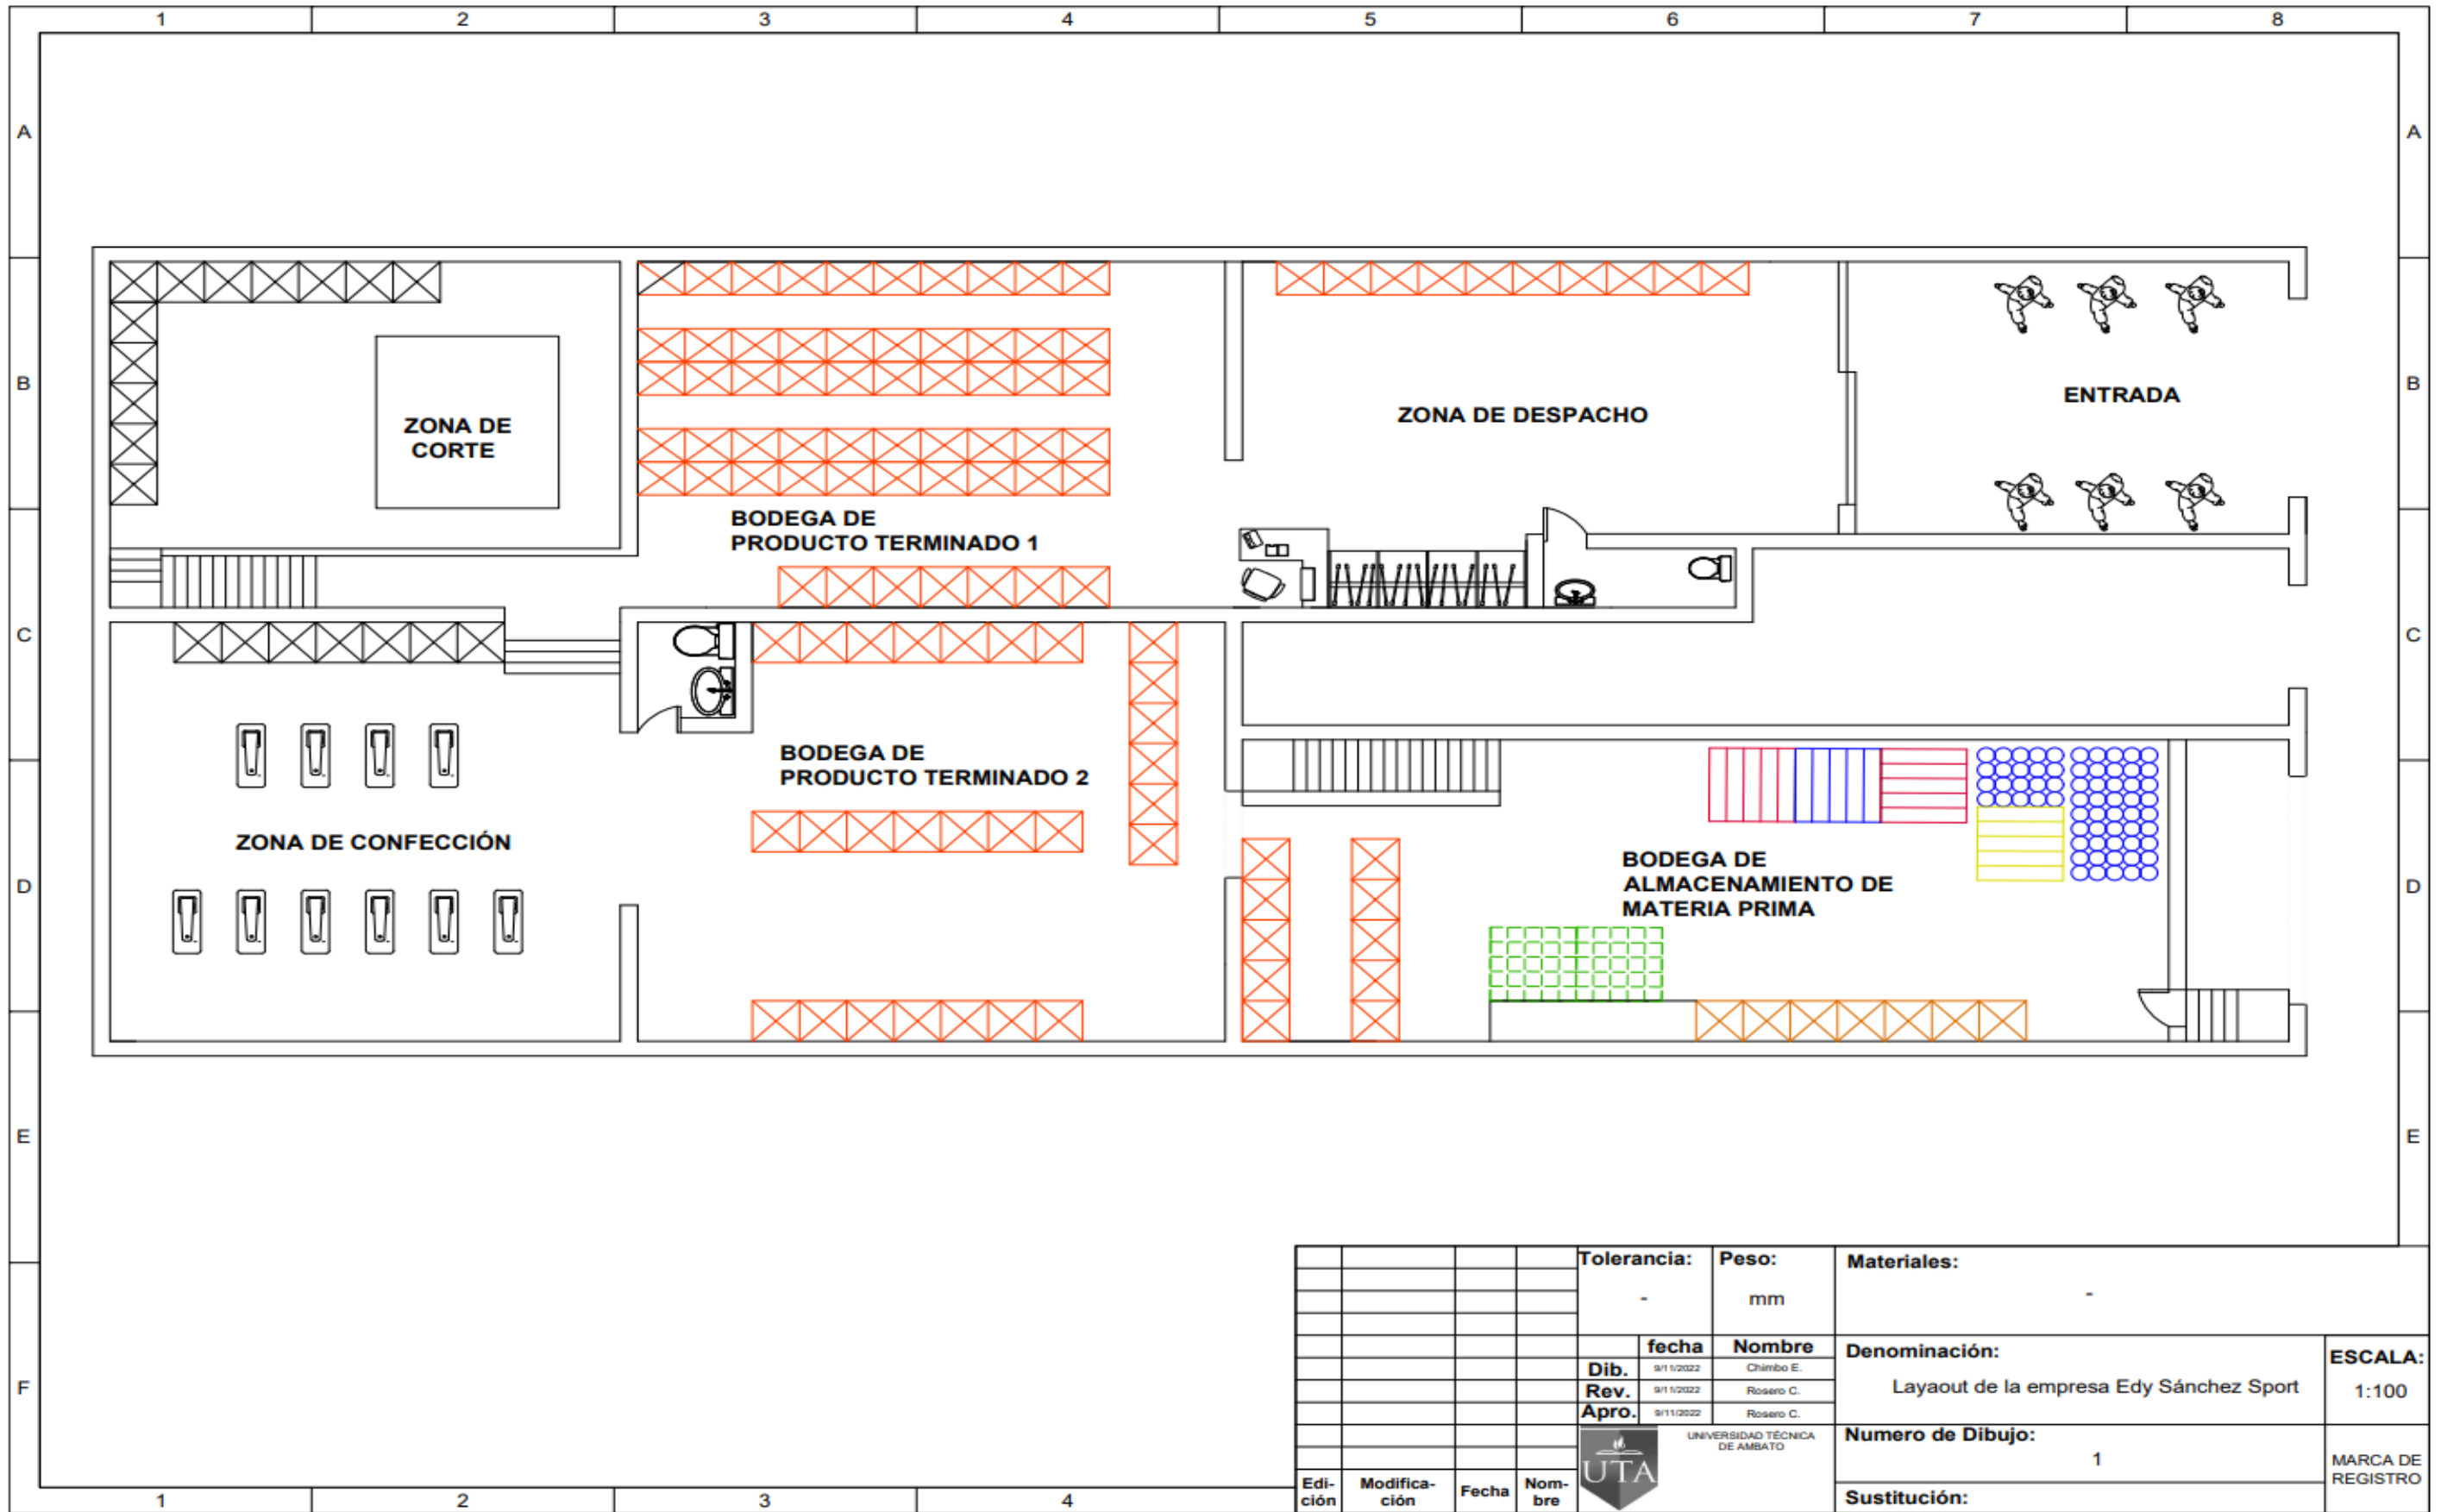 1 2 3 4 5 6 7 8
A A
B B
C C
D D
E E
F
ZONA DE
CORTE
BODEGA DE
PRODUCTO TERMINADO 1
ZONA DE DESPACHO
ENTRADA
ZONA DE CONFECCIÓN
BODEGA DE
PRODUCTO TERMINADO 2
BODEGA DE
ALMACENAMIENTO DE
MATERIA PRIMA
Tolerancia:
-
Peso:
mm
Materiales:
-
fecha Nombre
Dib. 9/11/2022 Chimbo E.
Rev. 9/11/2022 Rosero C.
Apro. 9/11/2022 Rosero C.
Denominación:
Layaout de la empresa Edy Sánchez Sport
ESCALA:
1:100
UTA
UNIVERSIDAD TÉCNICA
DE AMBATO
Numero de Dibujo:
1
MARCA DE
REGISTRO
Sustitución:
Edi-
ción
Modifica-
ción
Fecha
Nom-
bre
1 2 3 4